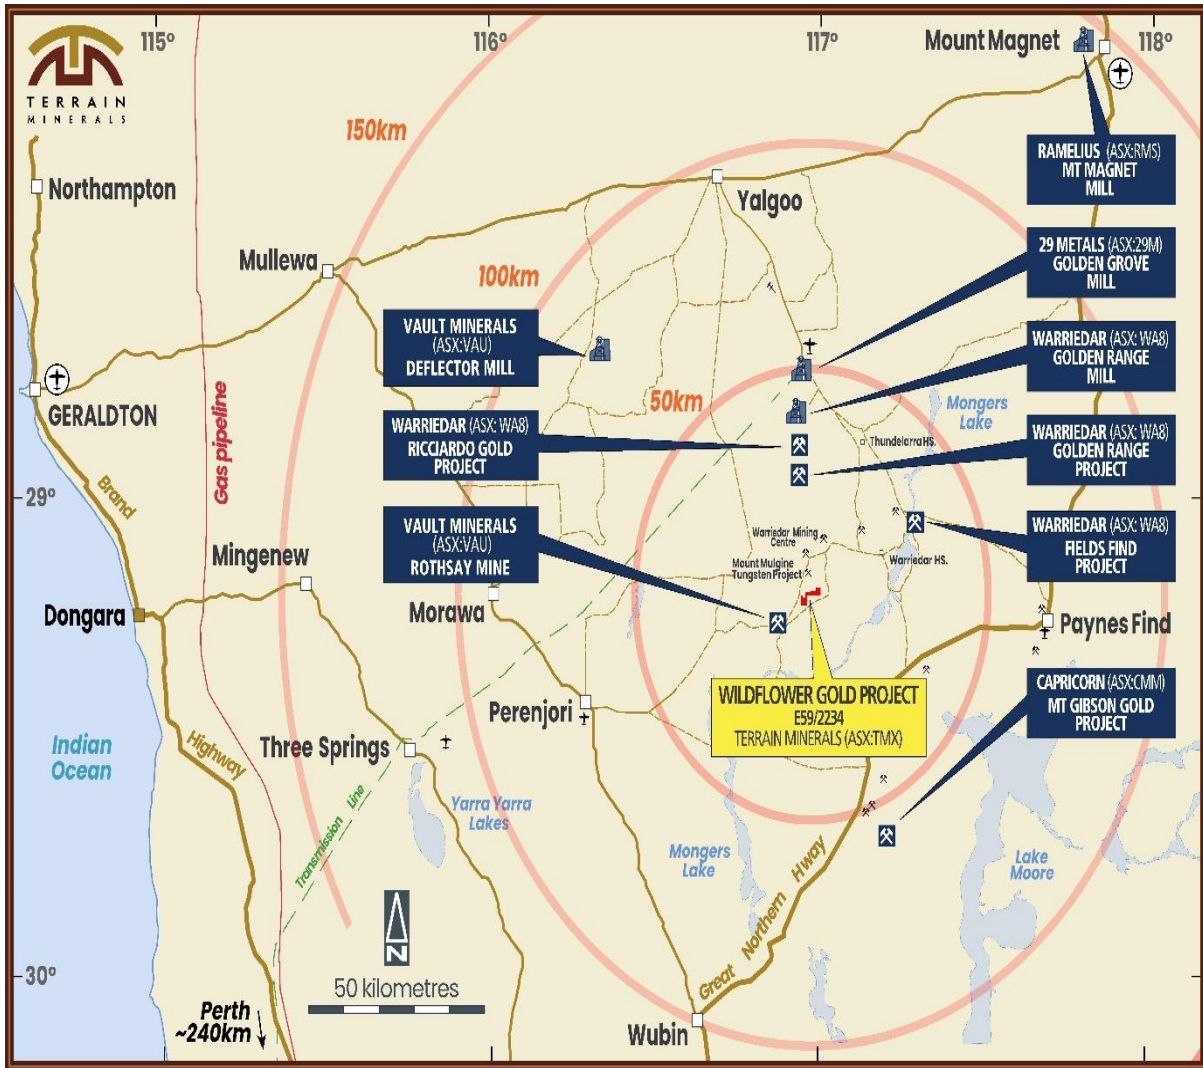 TERRAIN
MINERALS
115°
116°
117°
118°
Mount Magnet
150km
RAMELIUS (ASX:RMS)
MT MAGNET
MILL
Northampton
Yalgoo
29 METALS (ASX:29M)
GOLDEN GROVE
MILL
Mullewa
100km
VAULT MINERALS
(ASX:VAU)
DEFLECTOR MILL
WARRIEDAR (ASX: WA8)
GOLDEN RANGE
MILL
50km
GERALDTON
Gas pipeline
Mongers
Lake
WARRIEDAR (ASX: WA8)
RICCIARDO GOLD
PROJECT
Thundelarra HS.
WARRIEDAR (ASX: WA8)
GOLDEN RANGE
PROJECT
29°
Brand
Highway
VAULT MINERALS
(ASX:VAU)
ROTHSAY MINE
Warriedar Mining
Centre
Mount Mulgine
Tungsten Project
Warriedar HS.
WARRIEDAR (ASX: WA8)
FIELDS FIND
PROJECT
Mingenew
Morawa
Dongara
Paynes Find
WILDFLOWER GOLD PROJECT
E59/2234
TERRAIN MINERALS (ASX:TMX)
CAPRICORN (ASX:CMM)
MT GIBSON GOLD
PROJECT
Perenjori
Three Springs
Indian
Ocean
Transmission Line
Yarra Yarra
Lakes
Mongers
Lake
Great Northern Hway
Lake
Moore
N
30°
50 kilometres
Perth
~240km
Wubin